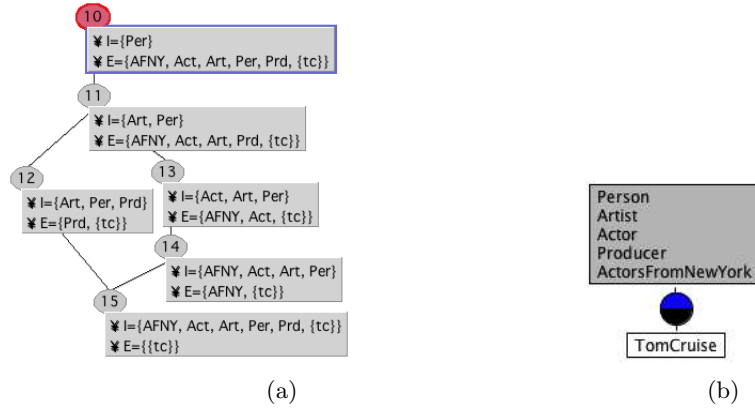 10
¥ I={Per}
¥ E={AFNY, Act, Art, Per, Prd, {tc}}
11
¥ I={Art, Per}
¥ E={AFNY, Act, Art, Prd, {tc}}
12
¥ I={Art, Per, Prd}
¥ E={Prd, {tc}}
13
¥ I={Act, Art, Per}
¥ E={AFNY, Act, {tc}}
14
¥ I={AFNY, Act, Art, Per}
¥ E={AFNY, {tc}}
15
¥ I={AFNY, Act, Art, Per, Prd, {tc}}
¥ E={{tc}}
(a)
Person
Artist
Actor
Producer
ActorsFromNewYork
TomCruise
(b)